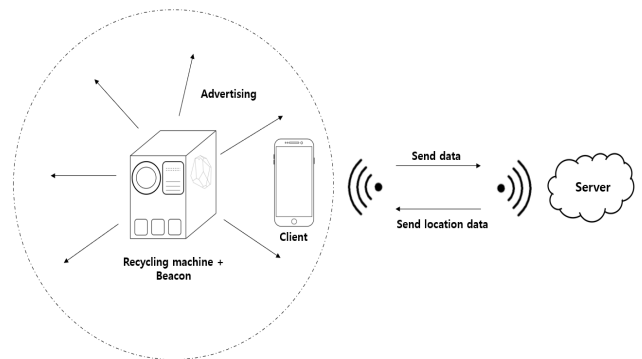 Advertising
Send data
Server
Send location data
Client
Recycling machine +
Beacon